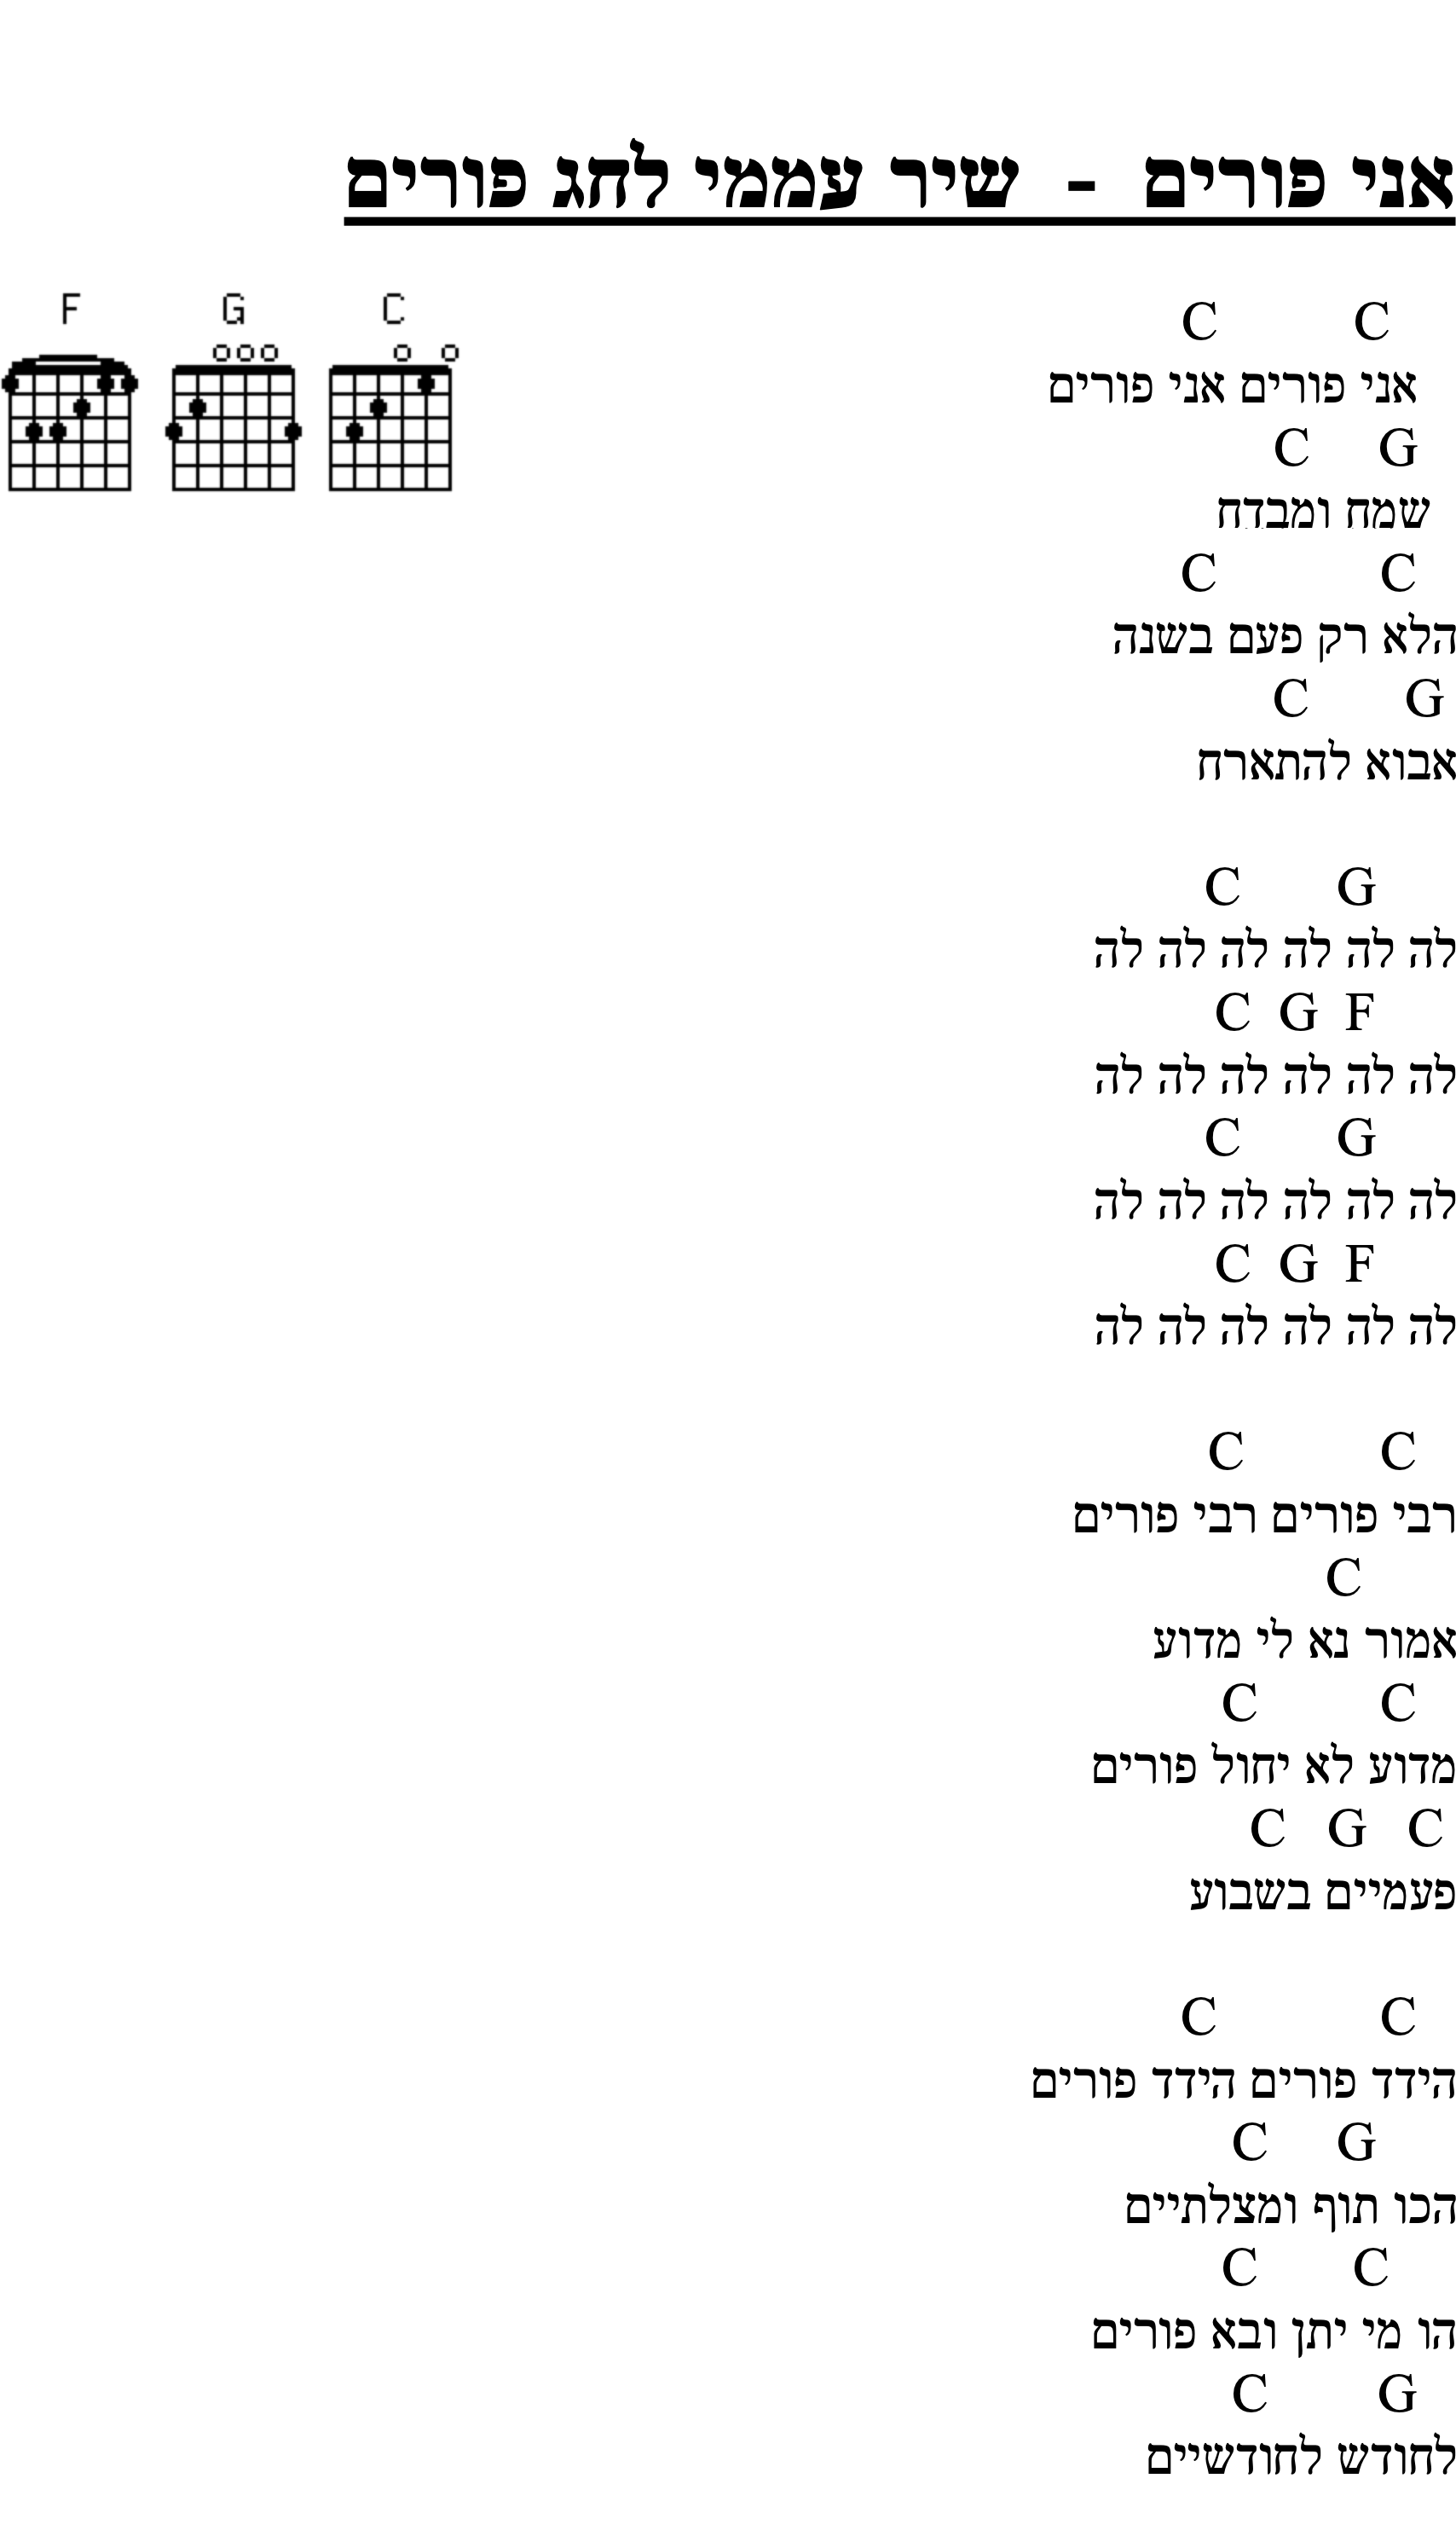 אני פורים - שיר עממי לחג פורים
F G C
C C
אני פורים אני פורים
C G
שמח ומבדח
C C
הלא רק פעם בשנה
C G
אבוא להתארח
C G
לה לה לה לה לה לה
C G F
לה לה לה לה לה לה
C G
לה לה לה לה לה לה
C G F
לה לה לה לה לה לה
C C
רבי פורים רבי פורים
C
אמור נא לי מדוע
C C
מדוע לא יחול פורים
C G C
פעמיים בשבוע
C C
הידד פורים הידד פורים
C G
הכו תוף ומצלתיים
C C
הו מי יתן ובא פורים
C G
לחודש לחודשיים